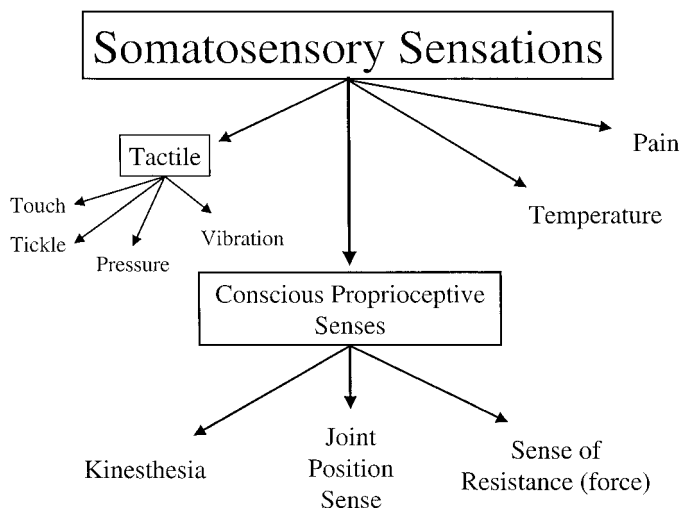 Somatosensory Sensations
Pain
Tactile
Temperature
Touch
Vibration
Tickle
Pressure
Conscious Proprioceptive
Senses
Kinesthesia
Joint
Position
Sense
Sense of
Resistance (force)